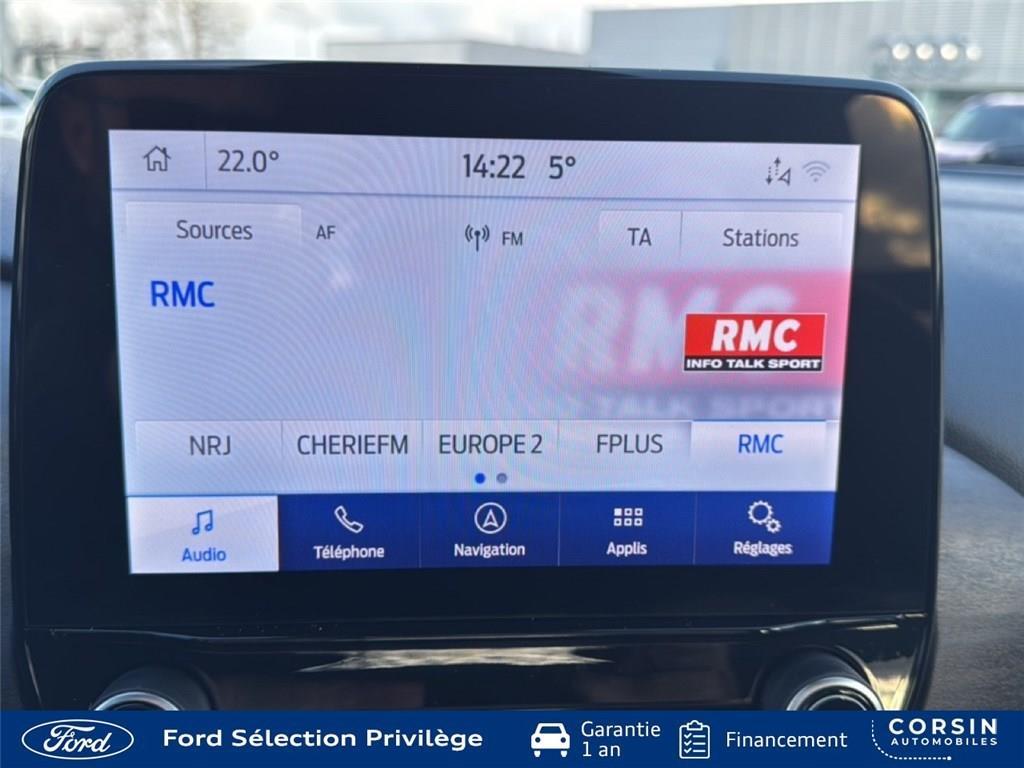 22.0° 14:22 5°
Sources AF FM TA Stations
RMC
RMC
INFO TALK SPORT
NRJ CHERIEFM EUROPE 2 FPLUS RMC
Audio Téléphone Navigation Applis Réglages
Ford Ford Sélection Privilège Garantie
1 an
Financement
CORSIN
AUTOMOBILES